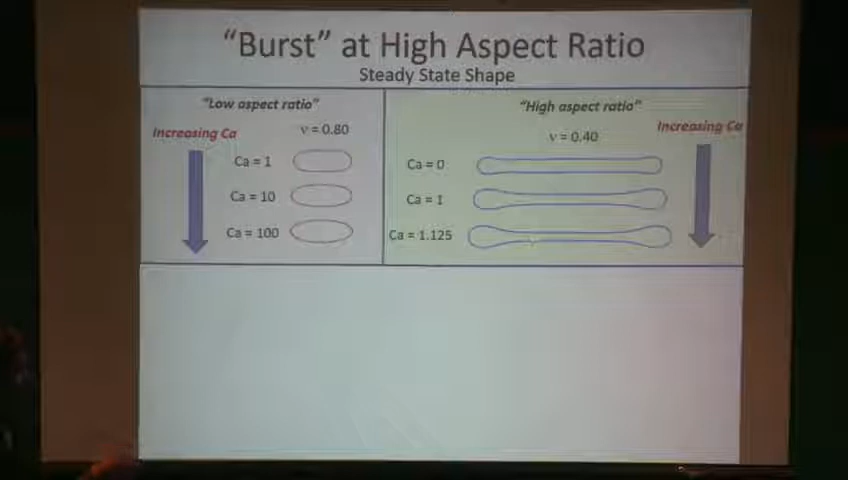 “Burst” at High Aspect Ratio
Steady State Shape
"Low aspect ratio"
Increasing Ca
v = 0.80
Ca = 1
Ca = 10
Ca = 100
"High aspect ratio"
Increasing Ca
v = 0.40
Ca = 0
Ca = 1
Ca = 1.125